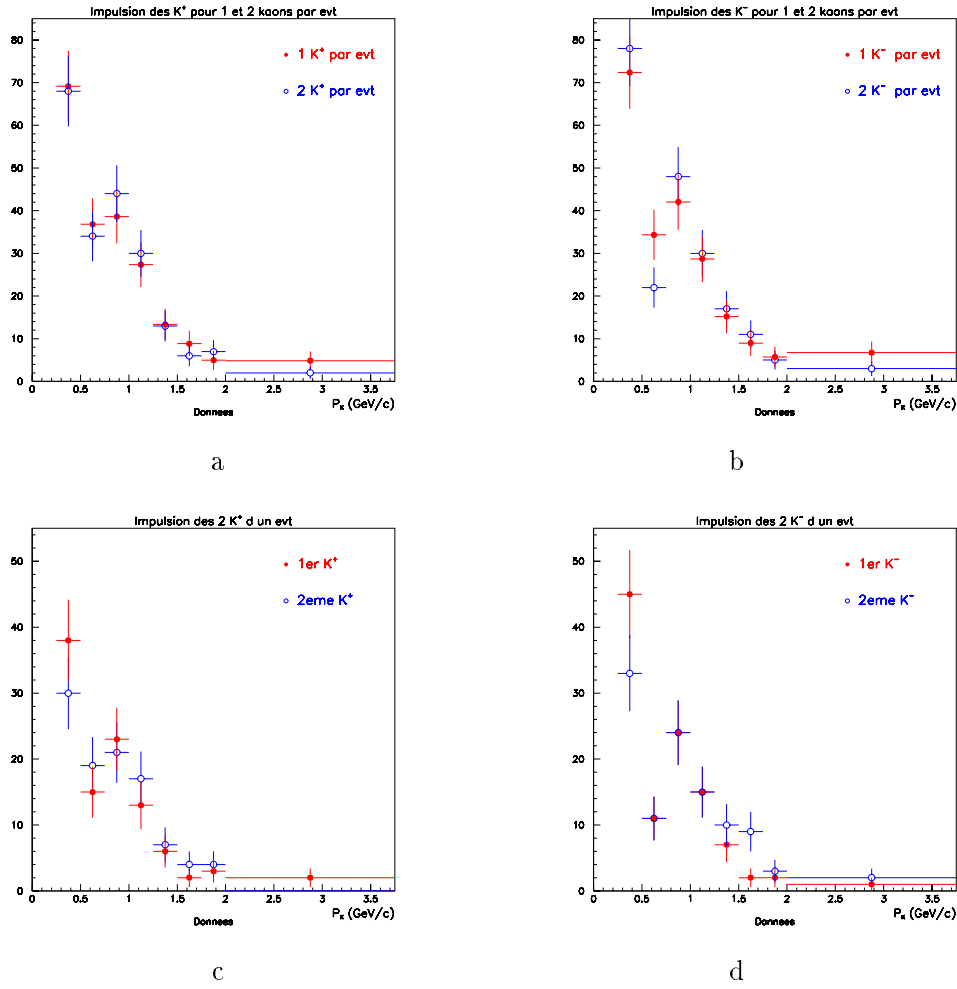 Impulsion des K⁺ pour 1 et 2 kaons par evt
1 K⁺ par evt
2 K⁺ par evt
80
70
60
50
40
30
20
10
0
0 0.5 1 1.5 2 2.5 3 3.5
P_K (GeV/c)
Donnees
a
Impulsion des K⁻ pour 1 et 2 kaons par evt
1 K⁻ par evt
2 K⁻ par evt
80
70
60
50
40
30
20
10
0
0 0.5 1 1.5 2 2.5 3 3.5
P_K (GeV/c)
Donnees
b
Impulsion des 2 K⁺ d un evt
1er K⁺
2eme K⁺
50
40
30
20
10
0
0 0.5 1 1.5 2 2.5 3 3.5
P_K (GeV/c)
Donnees
c
Impulsion des 2 K⁻ d un evt
1er K⁻
2eme K⁻
50
40
30
20
10
0
0 0.5 1 1.5 2 2.5 3 3.5
P_K (GeV/c)
Donnees
d